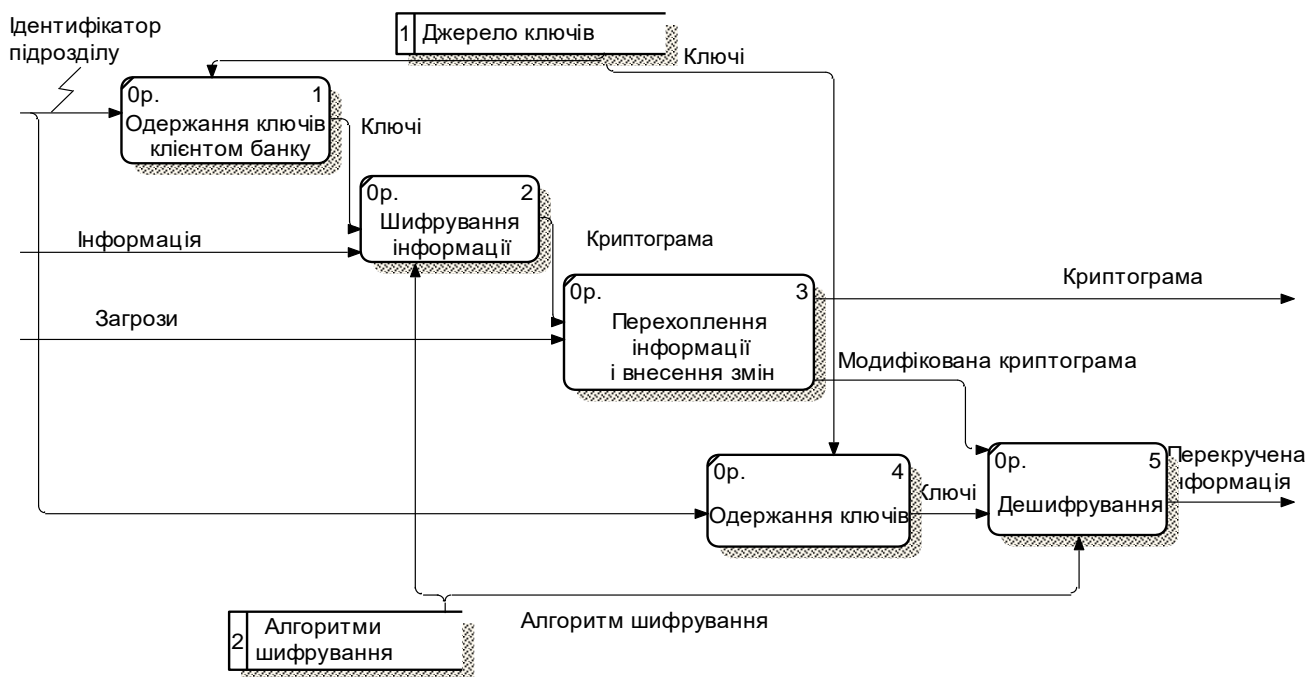 Ідентифікатор
підрозділу
1 Джерело ключів
Ключі
0р. 1
Одержання ключів
клієнтом банку
Ключі
0р. 2
Шифрування
інформації
Інформація
Криптограма
0р. 3
Перехоплення
інформації
і внесення змін
Криптограма
Загрози
Модифікована криптограма
0р. 4
Одержання ключів
Ключі
0р. 5
Дешифрування
Перекручена
нформація
2 Алгоритми
шифрування
Алгоритм шифрування